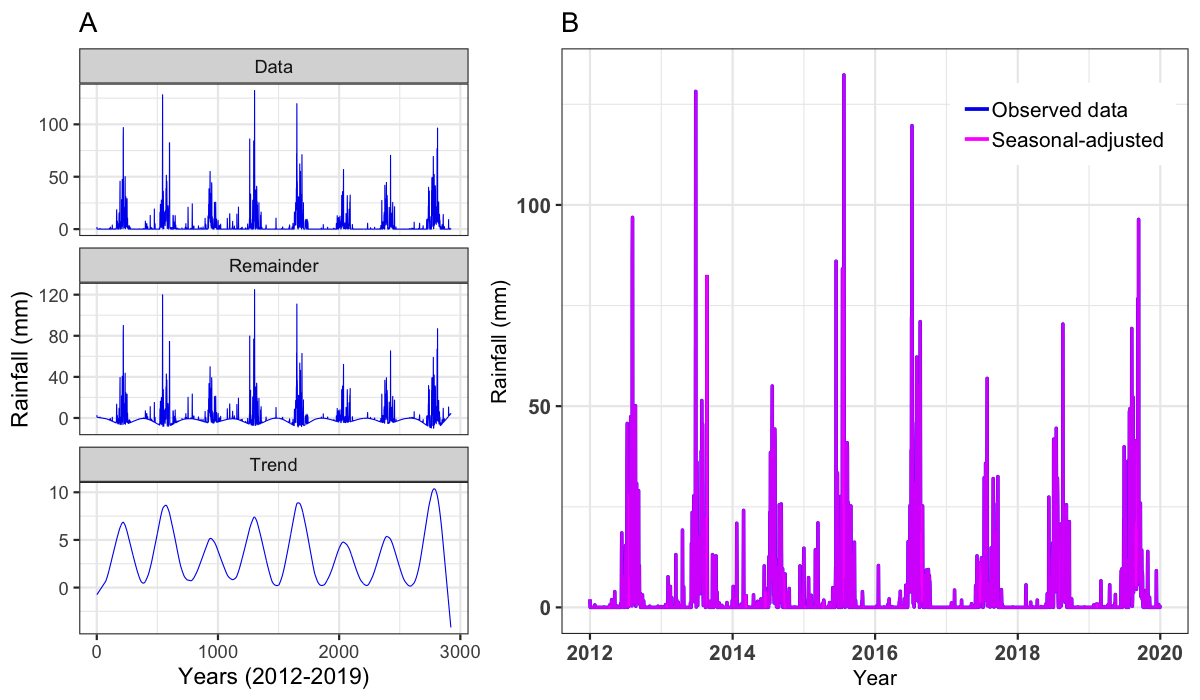 A
Data
100
50
0
Remainder
120
80
40
0
Trend
10
5
0
0 1000 2000 3000
Rainfall (mm)
Years (2012-2019)
B
Observed data
Seasonal-adjusted
100
50
0
2012 2014 2016 2018 2020
Rainfall (mm)
Year